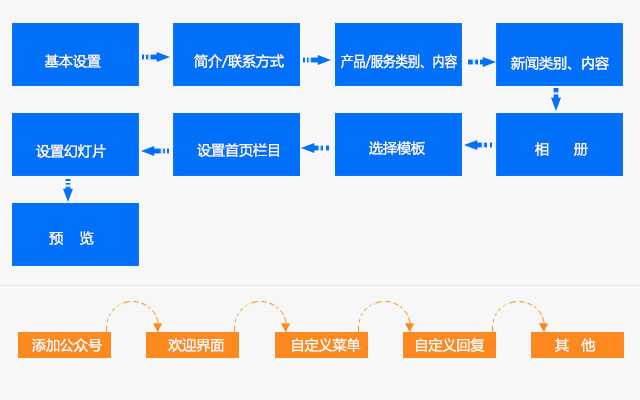 基本设置
简介/联系方式
产品/服务类别、内容
新闻类别、内容
相 册
选择模板
设置首页栏目
设置幻灯片
预 览
添加公众号
欢迎界面
自定义菜单
自定义回复
其 他